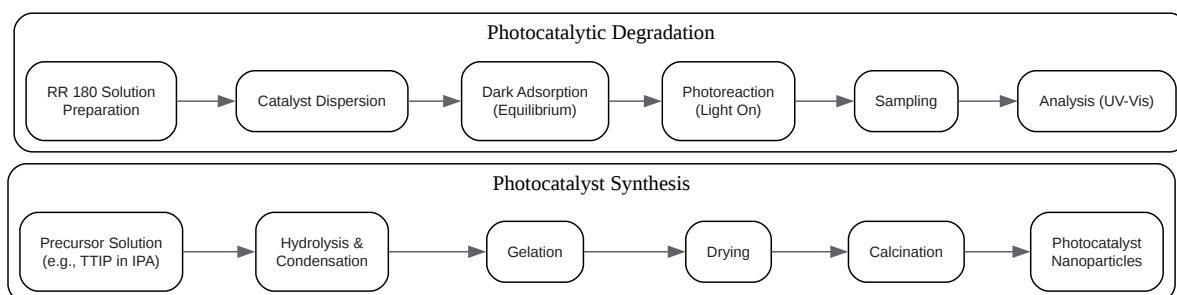 Photocatalytic Degradation
RR 180 Solution
Preparation
Catalyst Dispersion
Dark Adsorption
(Equilibrium)
Photoreaction
(Light On)
Sampling
Analysis (UV-Vis)
Photocatalyst Synthesis
Precursor Solution
(e.g., TTIP in IPA)
Hydrolysis &
Condensation
Gelation
Drying
Calcination
Photocatalyst
Nanoparticles